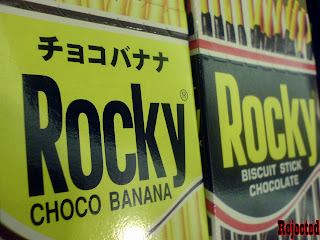 チョコバナナ
Rocky®
CHOCO BANANA
Rocky
BISCUIT STICK
CHOCOLATE
Rejected